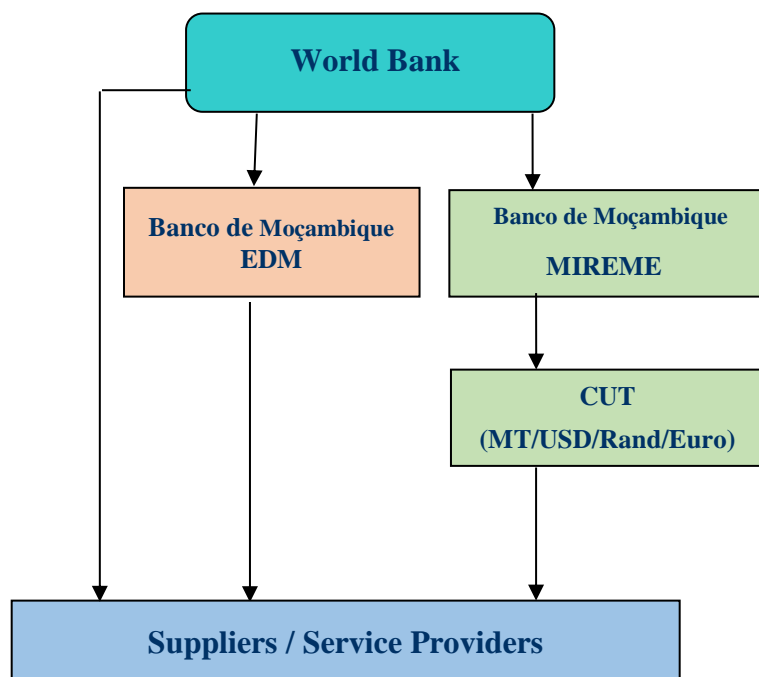 World Bank
Banco de Moçambique
EDM
Banco de Moçambique
MIREME
CUT
(MT/USD/Rand/Euro)
Suppliers / Service Providers